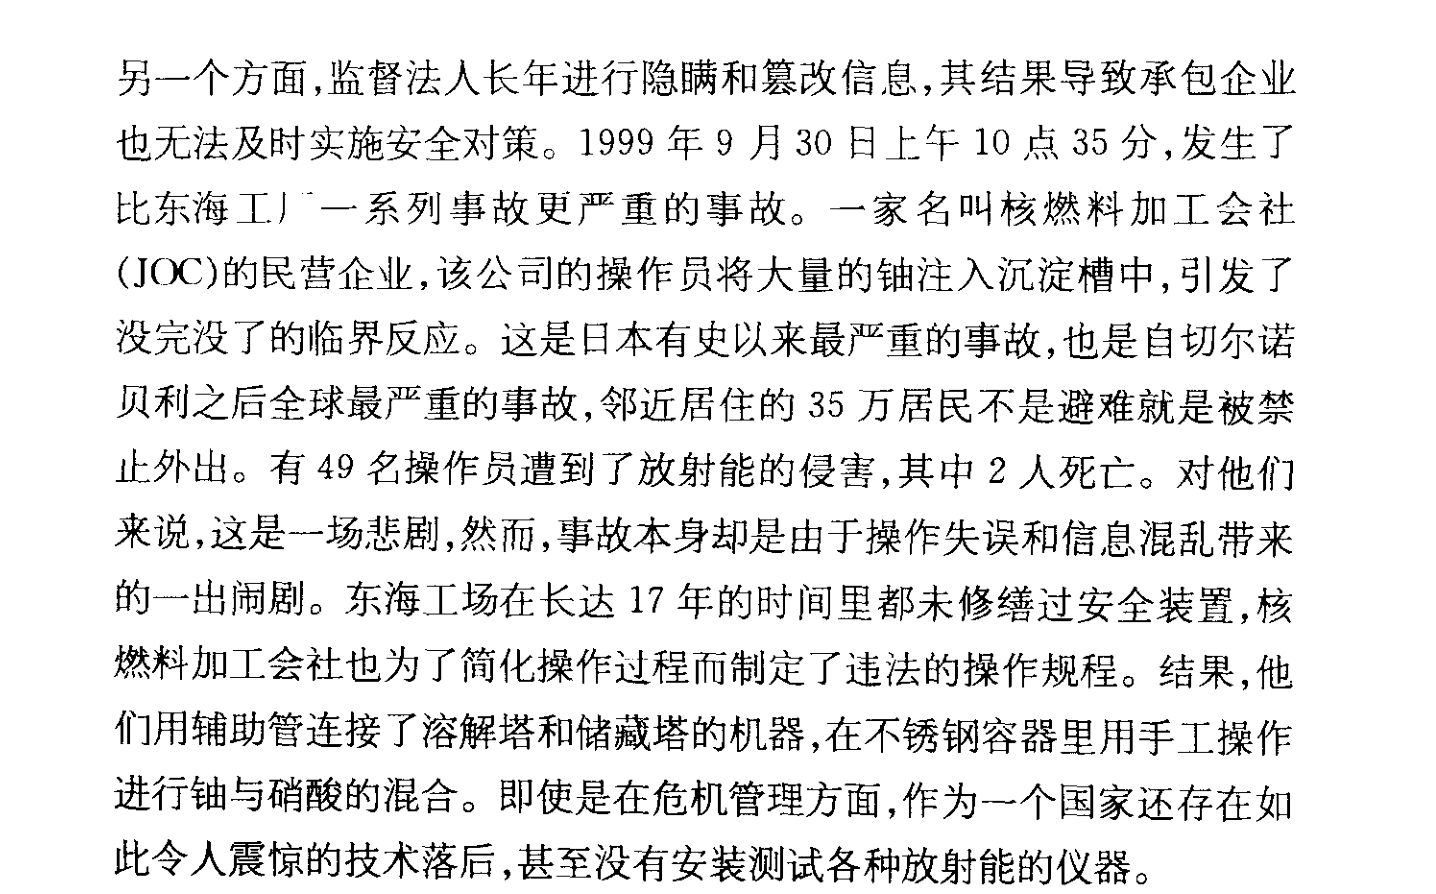 另一个方面,监督法人长年进行隐瞒和篡改信息,其结果导致承包企业
也无法及时实施安全对策。1999 年 9 月 30 日上午 10 点 35 分,发生了
比东海工厂一系列事故更严重的事故。一家名叫核燃料加工会社
(JOC)的民营企业,该公司的操作员将大量的铀注入沉淀槽中,引发了
没完没了的临界反应。这是日本有史以来最严重的事故,也是自切尔诺
贝利之后全球最严重的事故,邻近居住的 35 万居民不是避难就是被禁
止外出。有 49 名操作员遭到了放射能的侵害,其中 2 人死亡。对他们
来说,这是一场悲剧,然而,事故本身却是由于操作失误和信息混乱带来
的一出闹剧。东海工场在长达 17 年的时间里都未修缮过安全装置,核
燃料加工会社也为了简化操作过程而制定了违法的操作规程。结果,他
们用辅助管连接了溶解塔和储藏塔的机器,在不锈钢容器里用手工操作
进行铀与硝酸的混合。即使是在危机管理方面,作为一个国家还存在如
此令人震惊的技术落后,甚至没有安装测试各种放射能的仪器。